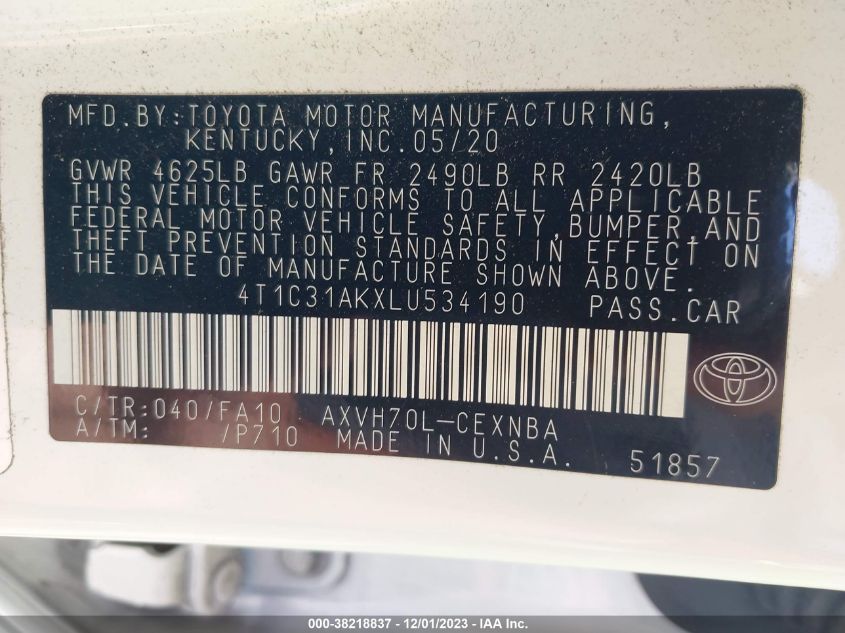 MFD.BY:TOYOTA MOTOR MANUFACTURING,
KENTUCKY,INC.05/20
GVWR 4625LB GAWR FR 2490LB RR 2420LB
THIS VEHICLE CONFORMS TO ALL APPLICABLE
FEDERAL MOTOR VEHICLE SAFETY,BUMPER,AND
THEFT PREVENTION STANDARDS IN EFFECT ON
THE DATE OF MANUFACTURE SHOWN ABOVE.
4T1C31AKXLU534190 PASS.CAR
C/TR:040/FA10 AXVH70L-CEXNBA
A/TM: /P710 MADE IN U.S.A. 51857
000-38218837 - 12/01/2023 - IAA Inc.